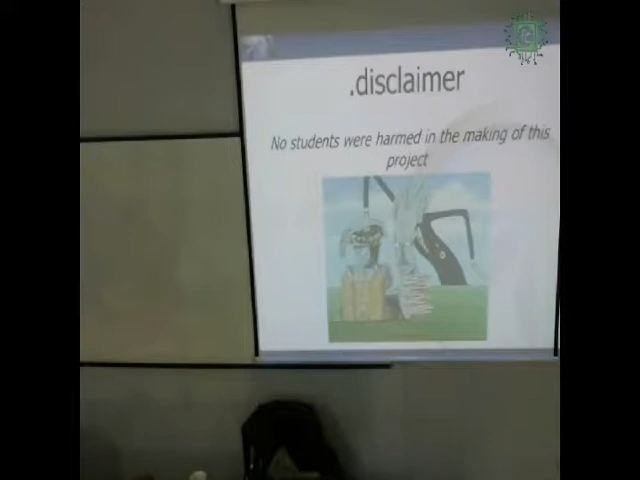 .disclaimer
No students were harmed in the making of this
project